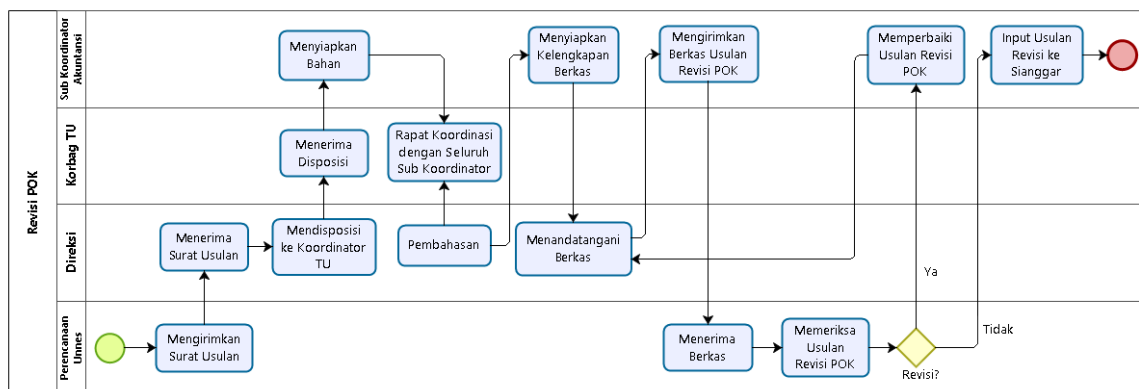 Revisi POK
Sub Koordinator
Akuntansi
Korbag TU
Direksi
Perencanaan
Unnes
Menyiapkan
Bahan
Menyiapkan
Kelengkapan
Berkas
Mengirimkan
Berkas Usulan
Revisi POK
Memperbaiki
Usulan Revisi
POK
Input Usulan
Revisi ke
Sianggar
Menerima
Disposisi
Rapat Koordinasi
dengan Seluruh
Sub Koordinator
Menerima
Surat Usulan
Mendisposisi
ke Koordinator
TU
Pembahasan
Menandatangani
Berkas
Ya
Mengirimkan
Surat Usulan
Menerima
Berkas
Memeriksa
Usulan
Revisi POK
Revisi?
Tidak